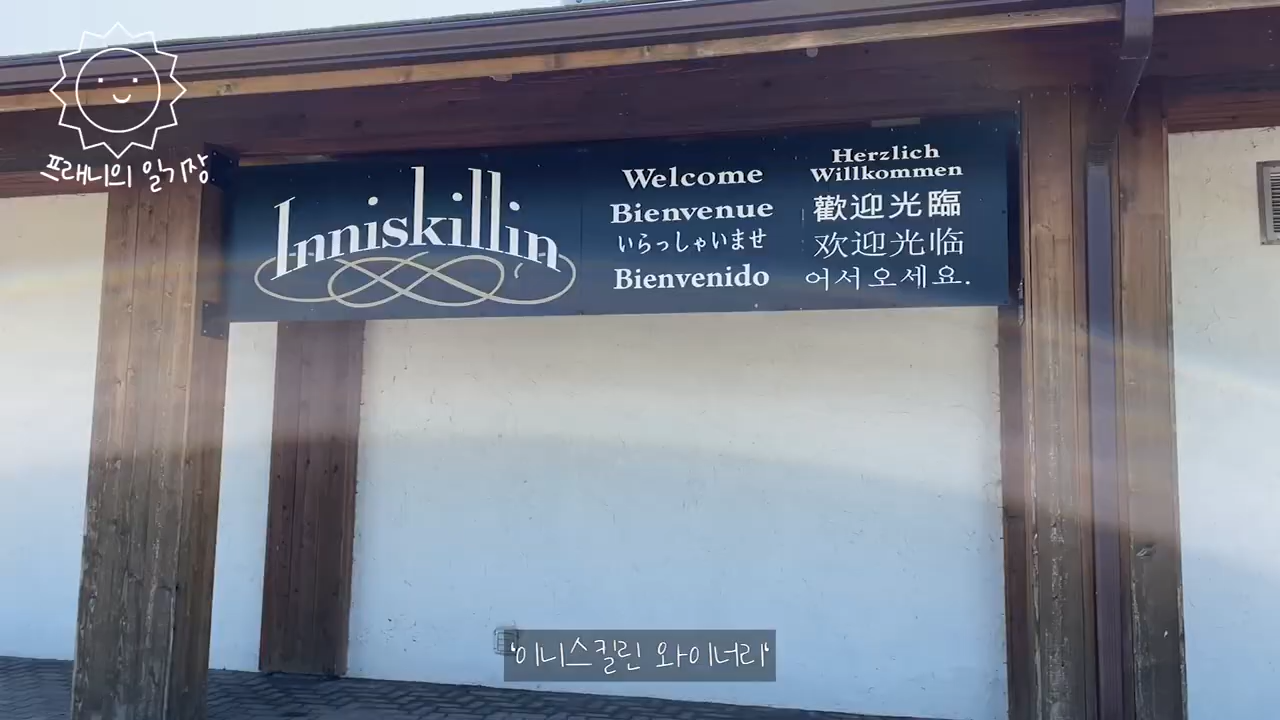 프래니의 일기장
Inniskillin
Welcome
Bienvenue
いらっしゃいませ
Bienvenido
Herzlich
Willkommen
歡迎光臨
欢迎光临
어서오세요.
'이니스킬린 와이너리'